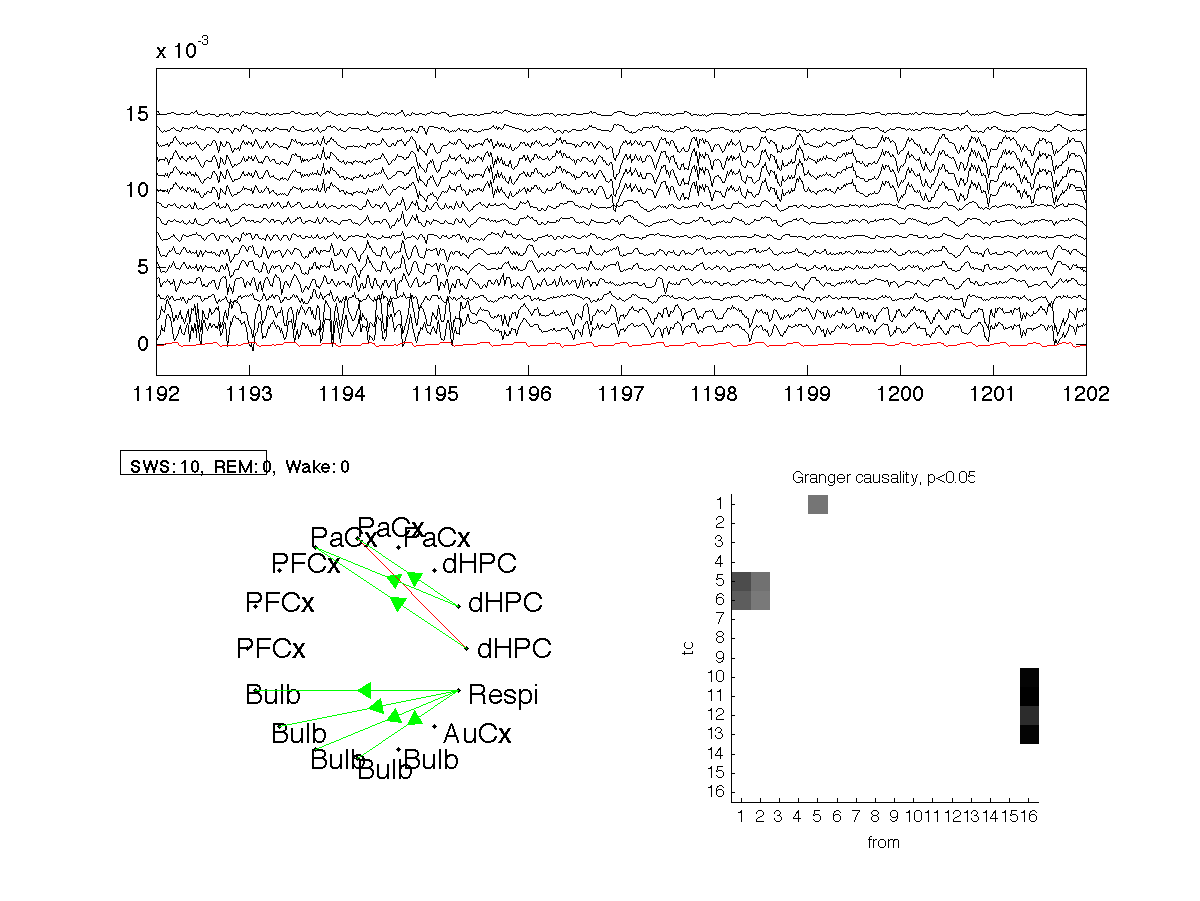 x 10-3
15
10
5
0
1192 1193 1194 1195 1196 1197 1198 1199 1200 1201 1202
SWS:10, REM:0, Wake:0
PaCx
PaCx
PaCx
PFCx
dHPC
PFCx
dHPC
PFCx
dHPC
Bulb
Respi
Bulb
AuCx
Bulb
Bulb
Bulb
Granger causality, p<0.05
1
2
3
4
5
6
7
8
9
10
11
12
13
14
15
16
tc
1 2 3 4 5 6 7 8 9 10 11 12 13 14 15 16
from